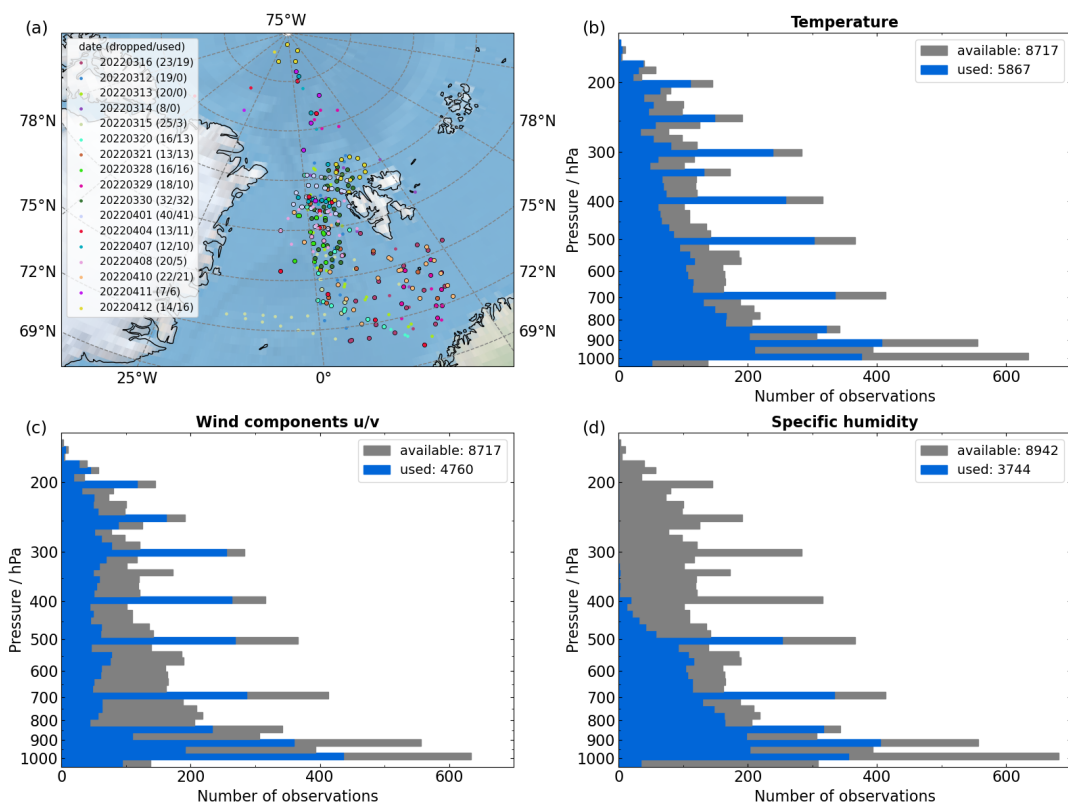 (a)
75°W
date (dropped/used)
20220316 (23/19)
20220312 (19/0)
20220313 (20/0)
20220314 (8/0)
20220315 (25/3)
20220320 (16/13)
20220321 (13/13)
20220328 (16/16)
20220329 (18/10)
20220330 (32/32)
20220401 (40/41)
20220404 (13/11)
20220407 (12/10)
20220408 (20/5)
20220410 (22/21)
20220411 (7/6)
20220412 (14/16)
78°N
75°N
72°N
69°N
78°N
75°N
72°N
69°N
25°W
0°
(b)
Temperature
available: 8717
used: 5867
Pressure / hPa
200
300
400
500
600
700
800
900
1000
0
200
400
600
Number of observations
(c)
Wind components u/v
available: 8717
used: 4760
Pressure / hPa
200
300
400
500
600
700
800
900
1000
0
200
400
600
Number of observations
(d)
Specific humidity
available: 8942
used: 3744
Pressure / hPa
200
300
400
500
600
700
800
900
1000
0
200
400
600
Number of observations